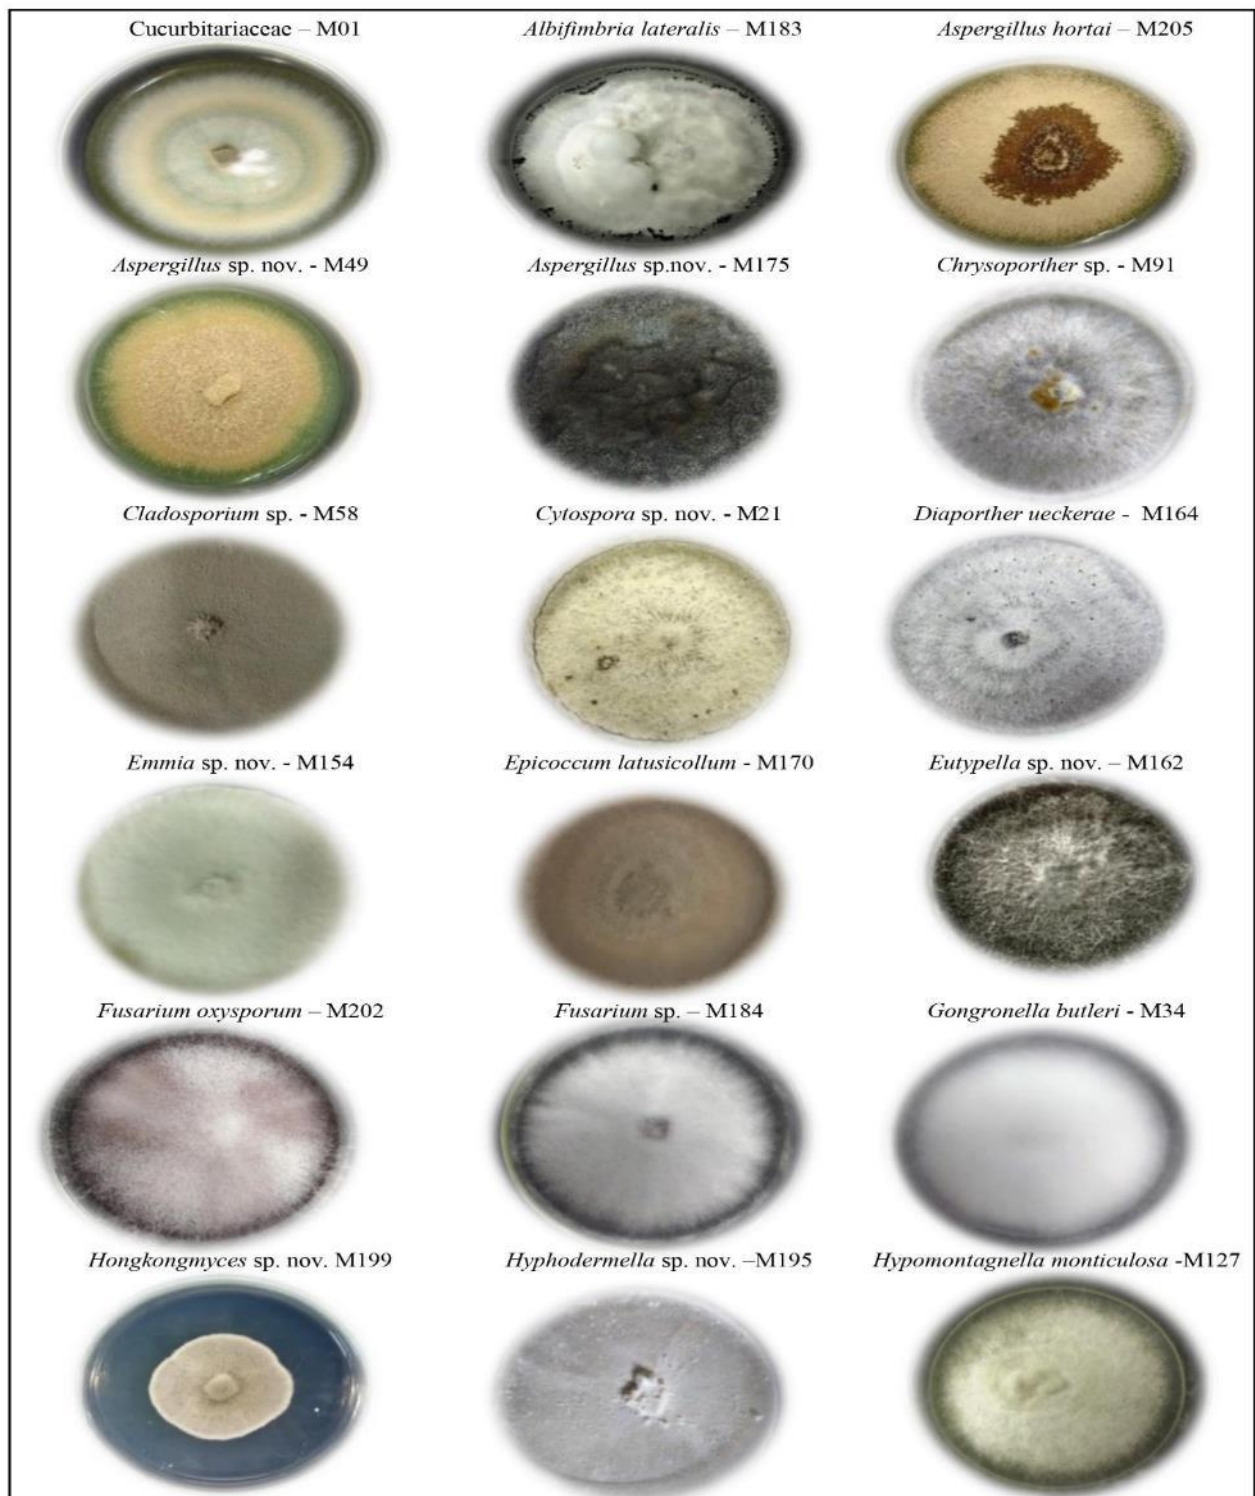 Cucurbitariaceae – M01
Albifimbria lateralis – M183
Aspergillus hortai – M205
Aspergillus sp. nov. - M49
Aspergillus sp.nov. - M175
Chrysoporther sp. - M91
Cladosporium sp. - M58
Cytospora sp. nov. - M21
Diaporther ueckerae - M164
Emmia sp. nov. - M154
Epicoccum latusicollum - M170
Eutypella sp. nov. – M162
Fusarium oxysporum – M202
Fusarium sp. – M184
Gongronella butleri - M34
Hongkongmyces sp. nov. M199
Hyphodermella sp. nov. –M195
Hypomontagnella monticulosa -M127